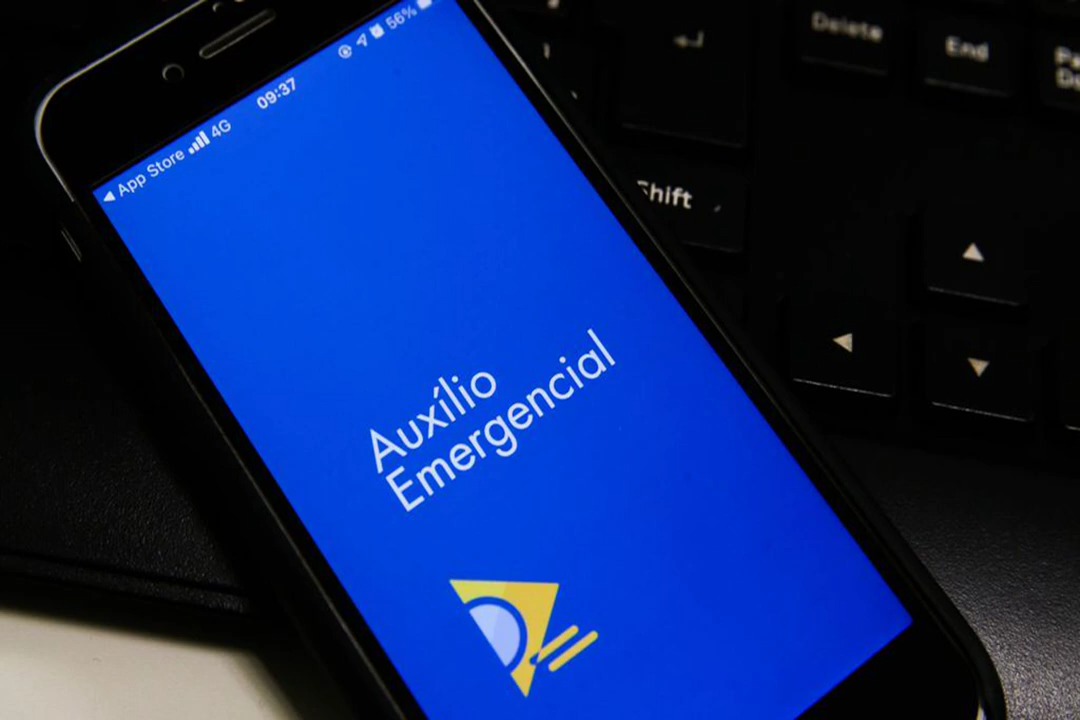 App Store 4G 09:37 56%
Auxílio
Emergencial
Delete
End
Shift